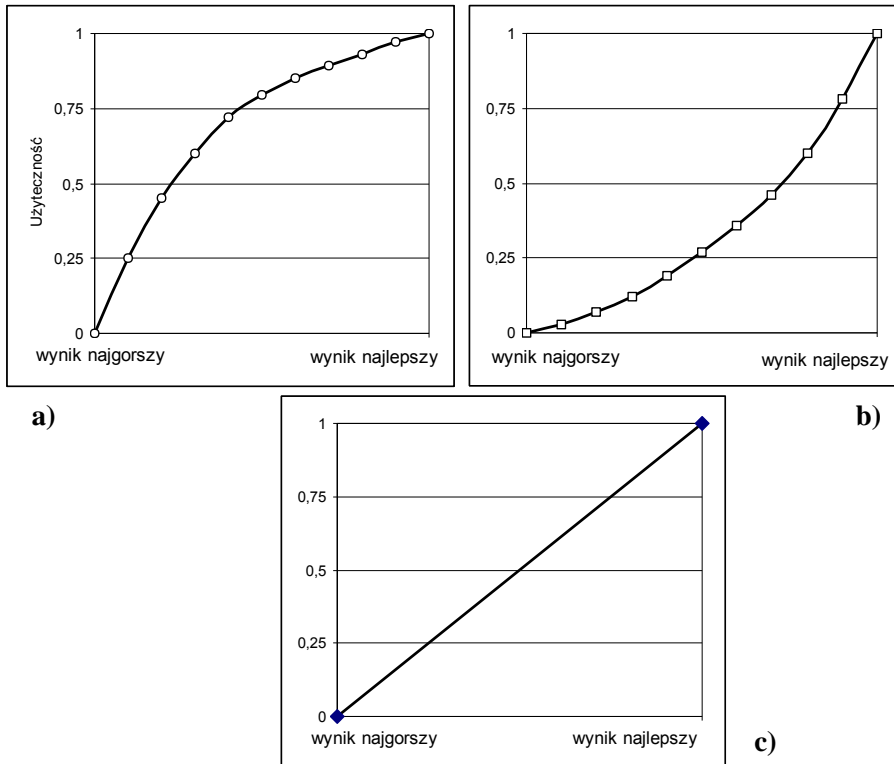 1
0,75
0,5
0,25
0
Użyteczność
wynik najgorszy
wynik najlepszy
a)
1
0,75
0,5
0,25
0
wynik najgorszy
wynik najlepszy
b)
1
0,75
0,5
0,25
0
wynik najgorszy
wynik najlepszy
c)